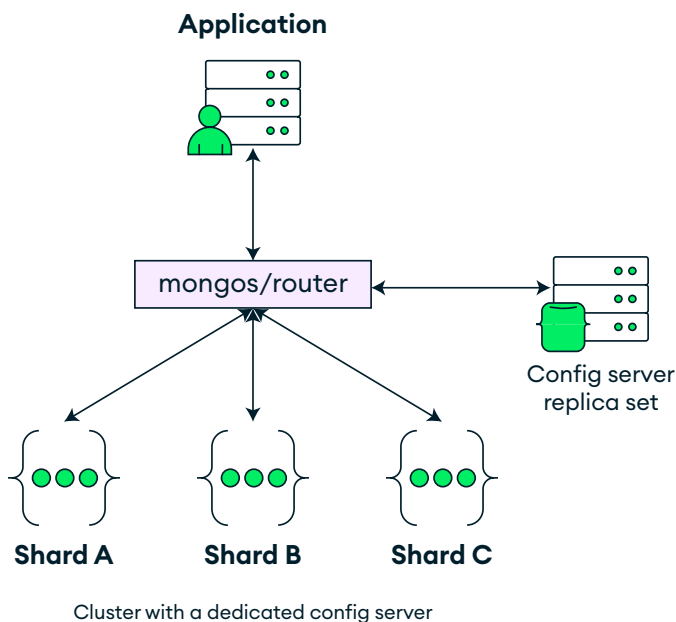 Application
mongos/router
Config server
replica set
Shard A
Shard B
Shard C
Cluster with a dedicated config server